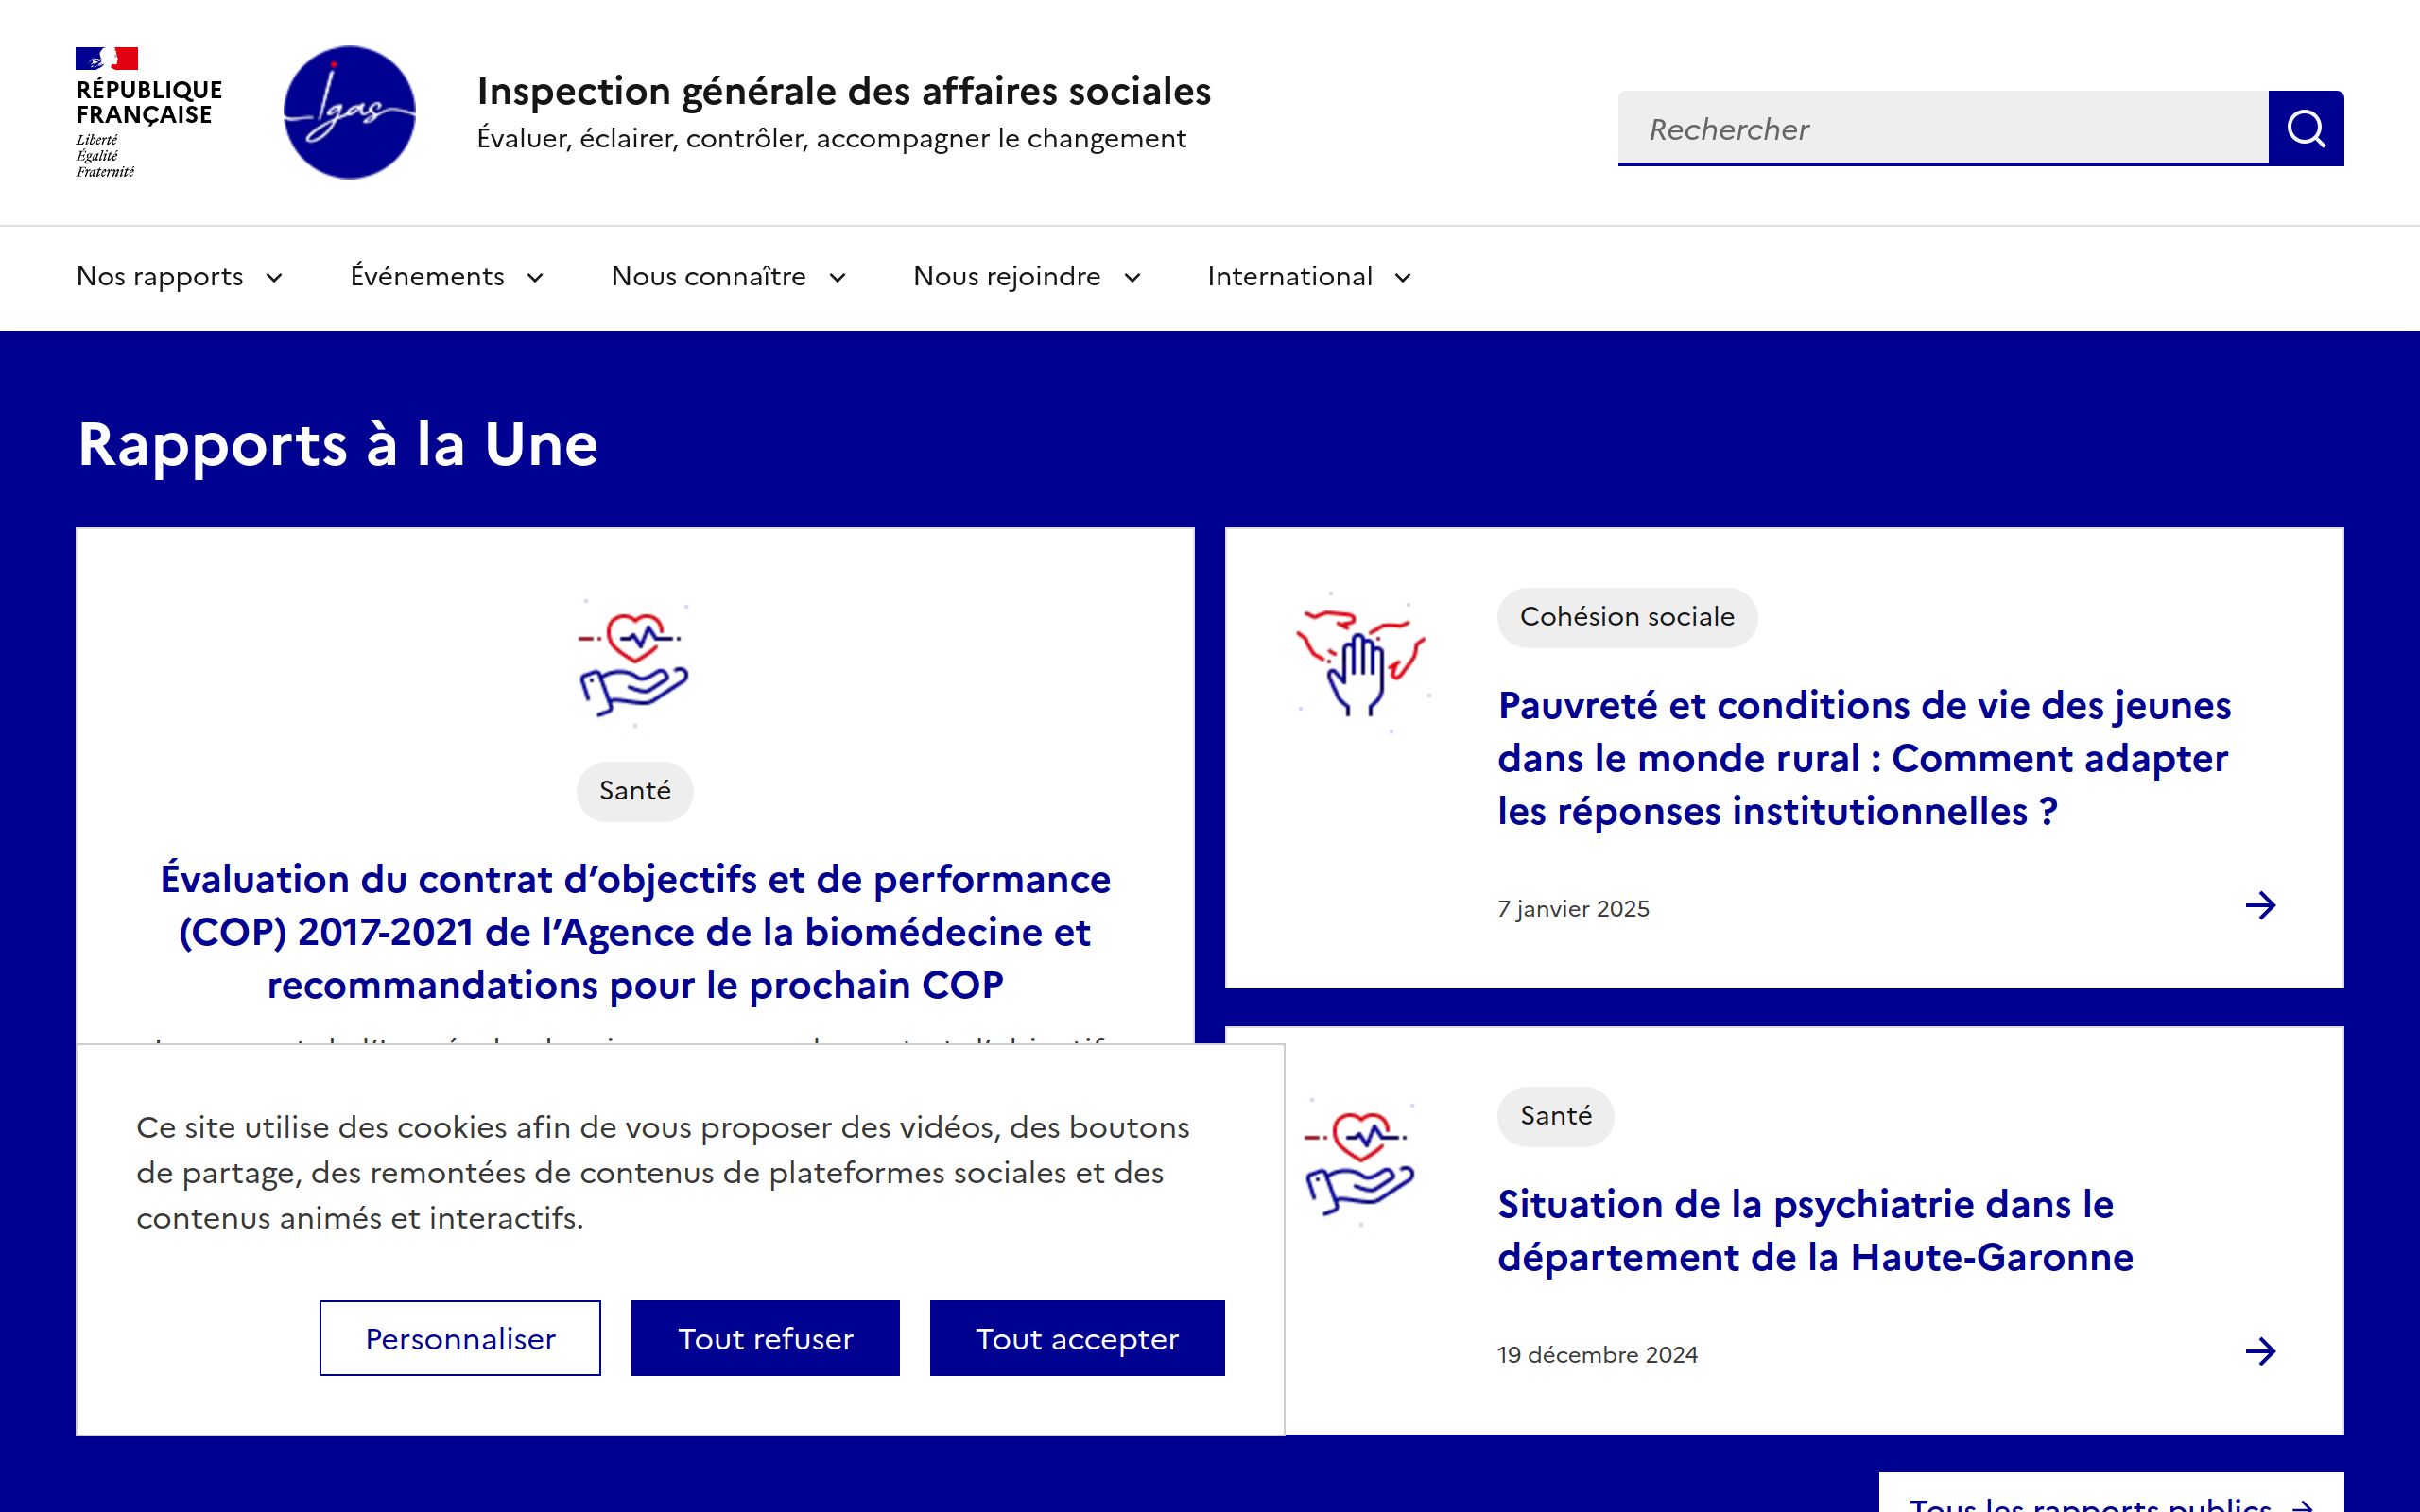 RÉPUBLIQUE
FRANÇAISE
Liberté
Égalité
Fraternité
Igas
Inspection générale des affaires sociales
Évaluer, éclairer, contrôler, accompagner le changement
Rechercher
Nos rapports
Événements
Nous connaître
Nous rejoindre
International
Rapports à la Une
Santé
Évaluation du contrat d’objectifs et de performance
(COP) 2017-2021 de l’Agence de la biomédecine et
recommandations pour le prochain COP
Cohésion sociale
Pauvreté et conditions de vie des jeunes
dans le monde rural : Comment adapter
les réponses institutionnelles ?
7 janvier 2025
Santé
Situation de la psychiatrie dans le
département de la Haute-Garonne
19 décembre 2024
Ce site utilise des cookies afin de vous proposer des vidéos, des boutons
de partage, des remontées de contenus de plateformes sociales et des
contenus animés et interactifs.
Personnaliser
Tout refuser
Tout accepter
Tous les rapports publics